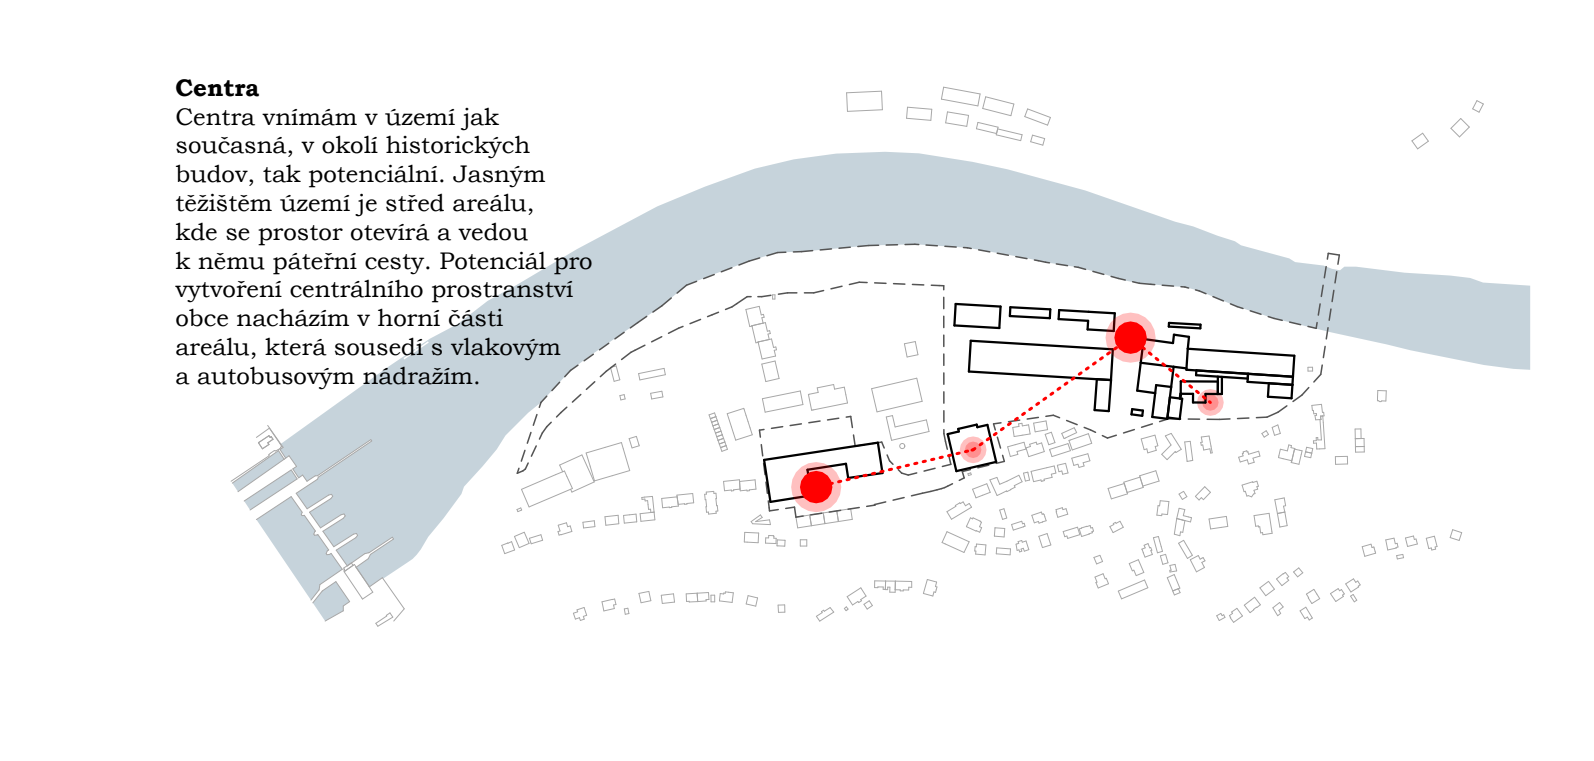 Centra
Centra vnímám v území jak
současná, v okolí historických
budov, tak potenciální. Jasným
těžištěm území je střed areálu,
kde se prostor otevírá a vedou
k němu páteřní cesty. Potenciál pro
vytvoření centrálního prostranství
obce nacházím v horní části
areálu, která sousedí s vlakovým
a autobusovým nádražím.